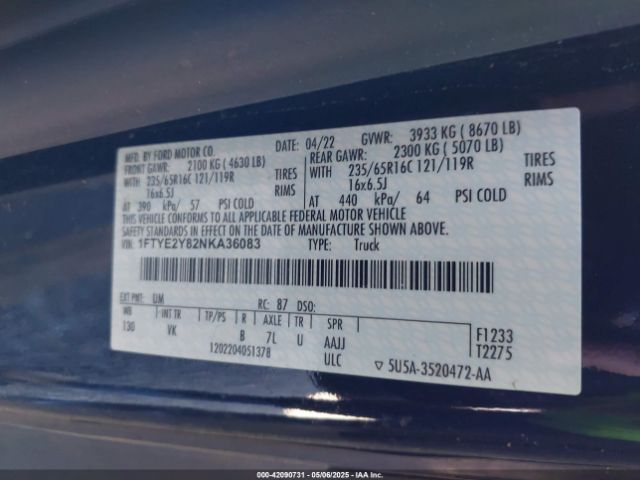 MFD. BY FORD MOTOR CO. DATE: 04/22 GVWR: 3933 KG ( 8670 LB)
FRONT GAWR: 2100 KG ( 4630 LB) REAR GAWR: 2300 KG ( 5070 LB)
WITH 235/65R16C 121/119R TIRES WITH 235/65R16C 121/119R TIRES
16x6.5J RIMS 16x6.5J RIMS
AT 390 kPa/ 57 PSI COLD AT 440 kPa/ 64 PSI COLD
THIS VEHICLE CONFORMS TO ALL APPLICABLE FEDERAL MOTOR VEHICLE
SAFETY STANDARDS IN EFFECT ON THE DATE OF MANUFACTURE SHOWN ABOVE.
VIN: 1FTYE2Y82NKA36083 TYPE: Truck
EXT PNT: UM RC: 87 DSO:
WB INT TR TP/PS R AXLE TR SPR
130 VK B 7L U AAJJ F1233
1202204051378 ULC T2275
5U5A-3520472-AA
000-42090731 - 05/06/2025 - IAA Inc.